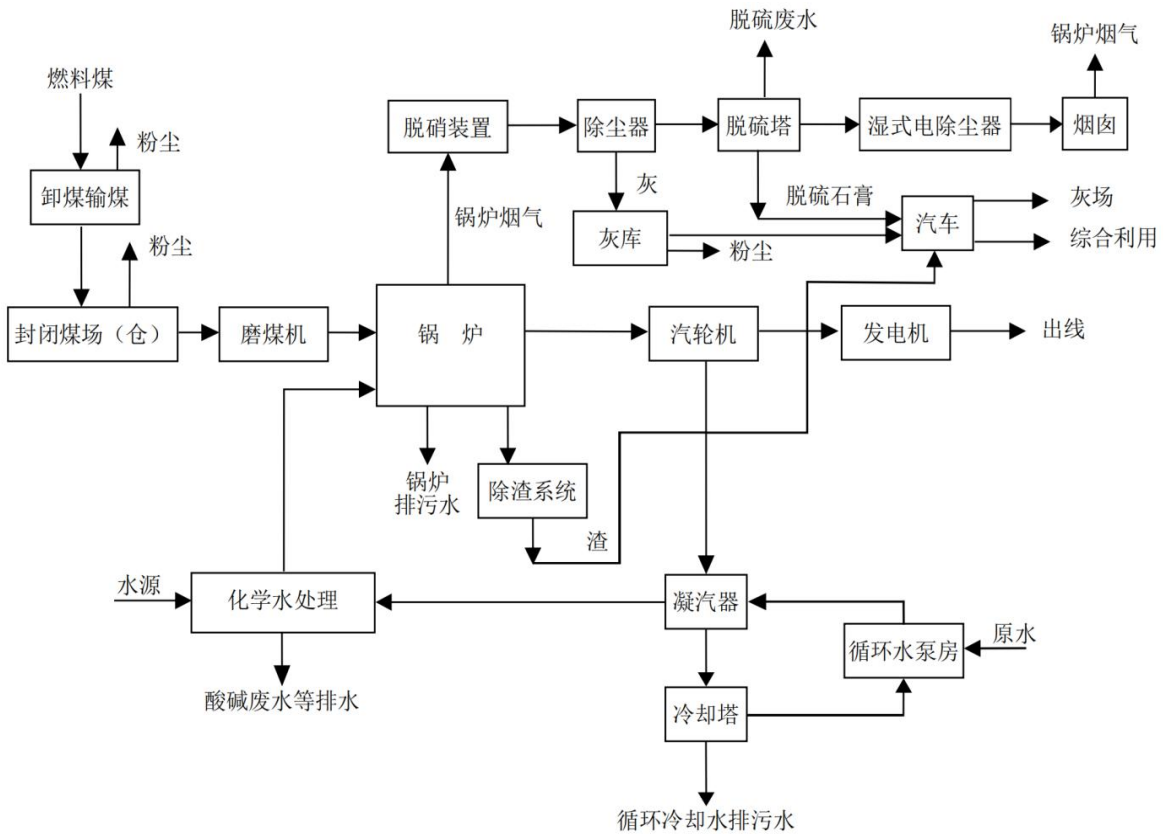 脱硫废水
锅炉烟气
燃料煤
粉尘
脱硝装置
除尘器
脱硫塔
湿式电除尘器
烟囱
卸煤输煤
灰
脱硫石膏
灰场
锅炉烟气
灰库
汽车
粉尘
粉尘
综合利用
封闭煤场（仓）
磨煤机
锅 炉
汽轮机
发电机
出线
锅炉
排污水
除渣系统
渣
水源
化学水处理
凝汽器
原水
循环水泵房
酸碱废水等排水
冷却塔
循环冷却水排污水